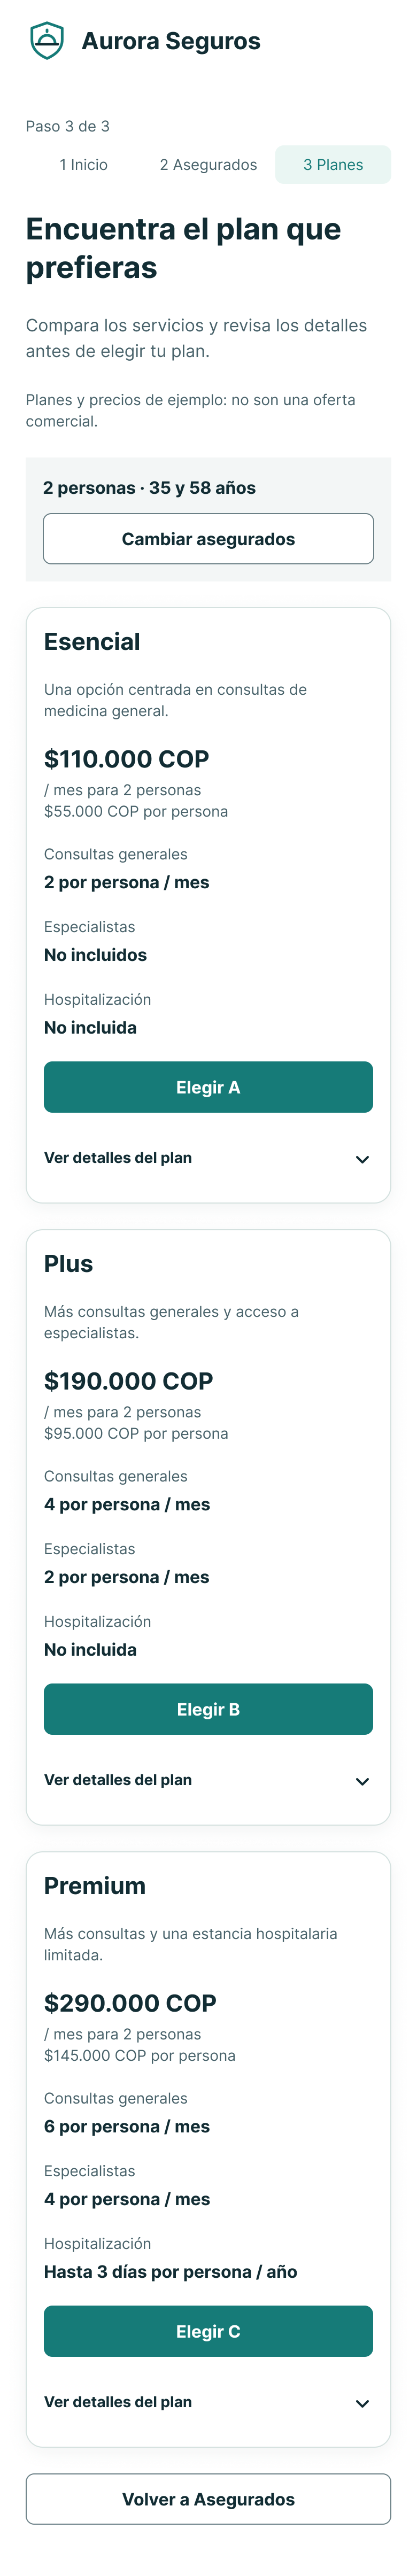 Aurora Seguros
Paso 3 de 3
1 Inicio
2 Asegurados
3 Planes
Encuentra el plan que
prefieras
Compara los servicios y revisa los detalles
antes de elegir tu plan.
Planes y precios de ejemplo: no son una oferta
comercial.
2 personas · 35 y 58 años
Cambiar asegurados
Esencial
Una opción centrada en consultas de
medicina general.
$110.000 COP
/ mes para 2 personas
$55.000 COP por persona
Consultas generales
2 por persona / mes
Especialistas
No incluidos
Hospitalización
No incluida
Elegir A
Ver detalles del plan
Plus
Más consultas generales y acceso a
especialistas.
$190.000 COP
/ mes para 2 personas
$95.000 COP por persona
Consultas generales
4 por persona / mes
Especialistas
2 por persona / mes
Hospitalización
No incluida
Elegir B
Ver detalles del plan
Premium
Más consultas y una estancia hospitalaria
limitada.
$290.000 COP
/ mes para 2 personas
$145.000 COP por persona
Consultas generales
6 por persona / mes
Especialistas
4 por persona / mes
Hospitalización
Hasta 3 días por persona / año
Elegir C
Ver detalles del plan
Volver a Asegurados